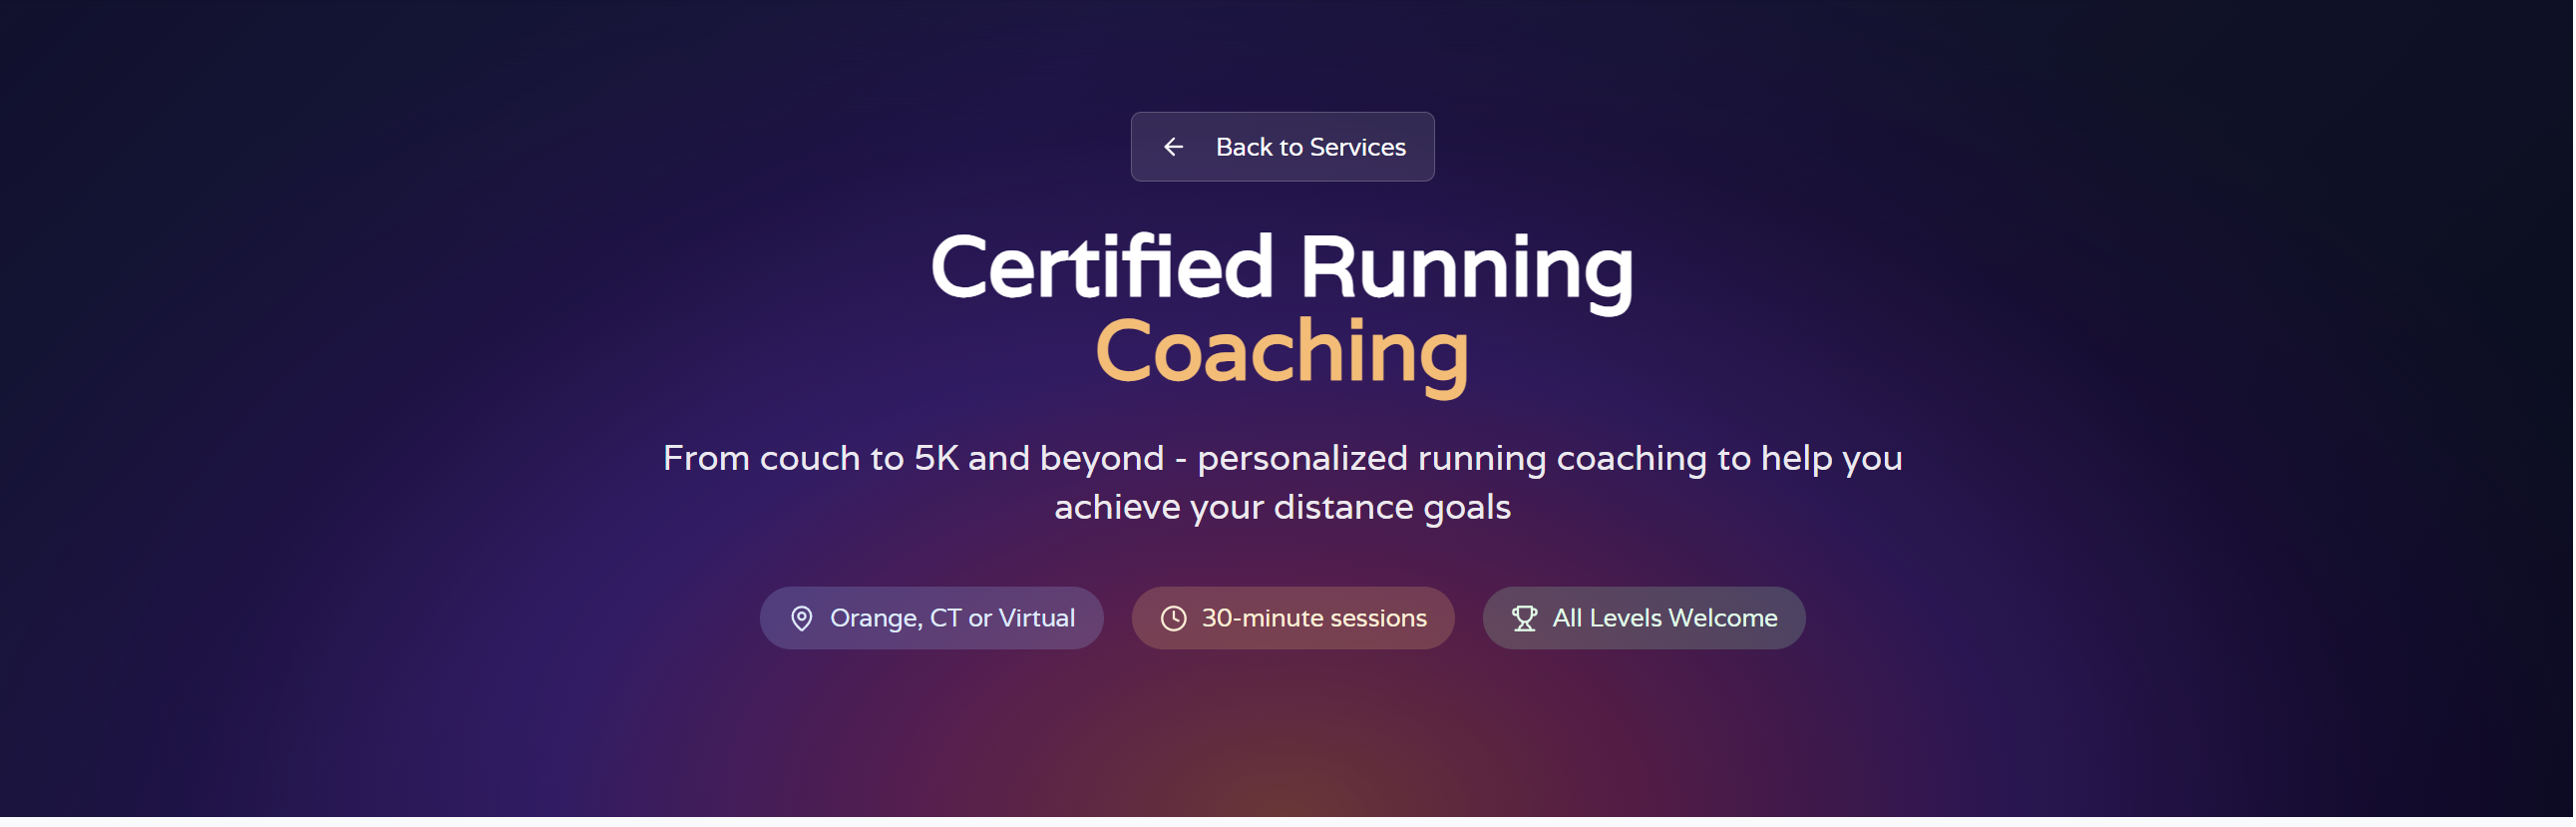 Back to Services
Certified Running
Coaching
From couch to 5K and beyond - personalized running coaching to help you
achieve your distance goals
Orange, CT or Virtual
30-minute sessions
All Levels Welcome